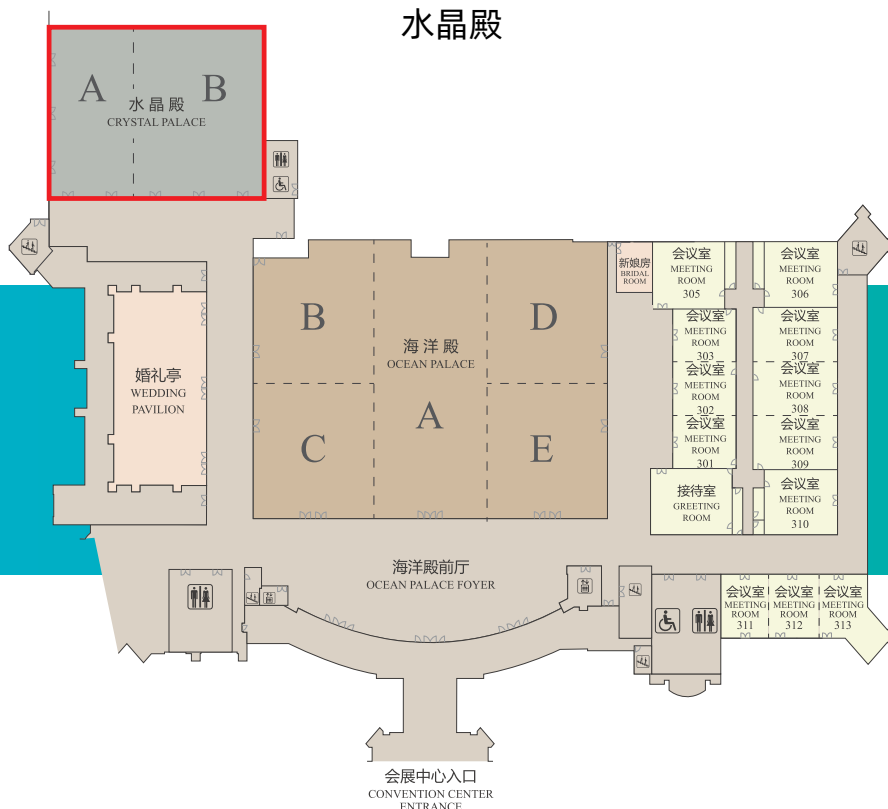 水晶殿
A
B
水晶殿
CRYSTAL PALACE
新娘房
BRIDAL
ROOM
会议室
MEETING
ROOM
305
会议室
MEETING
ROOM
306
B
D
海洋殿
OCEAN PALACE
A
C
E
会议室
MEETING
ROOM
303
会议室
MEETING
ROOM
307
婚礼亭
WEDDING
PAVILION
会议室
MEETING
ROOM
302
会议室
MEETING
ROOM
308
会议室
MEETING
ROOM
301
会议室
MEETING
ROOM
309
接待室
GREETING
ROOM
会议室
MEETING
ROOM
310
海洋殿前厅
OCEAN PALACE FOYER
会议室
MEETING
ROOM
311
会议室
MEETING
ROOM
312
会议室
MEETING
ROOM
313
会展中心入口
CONVENTION CENTER
ENTRANCE